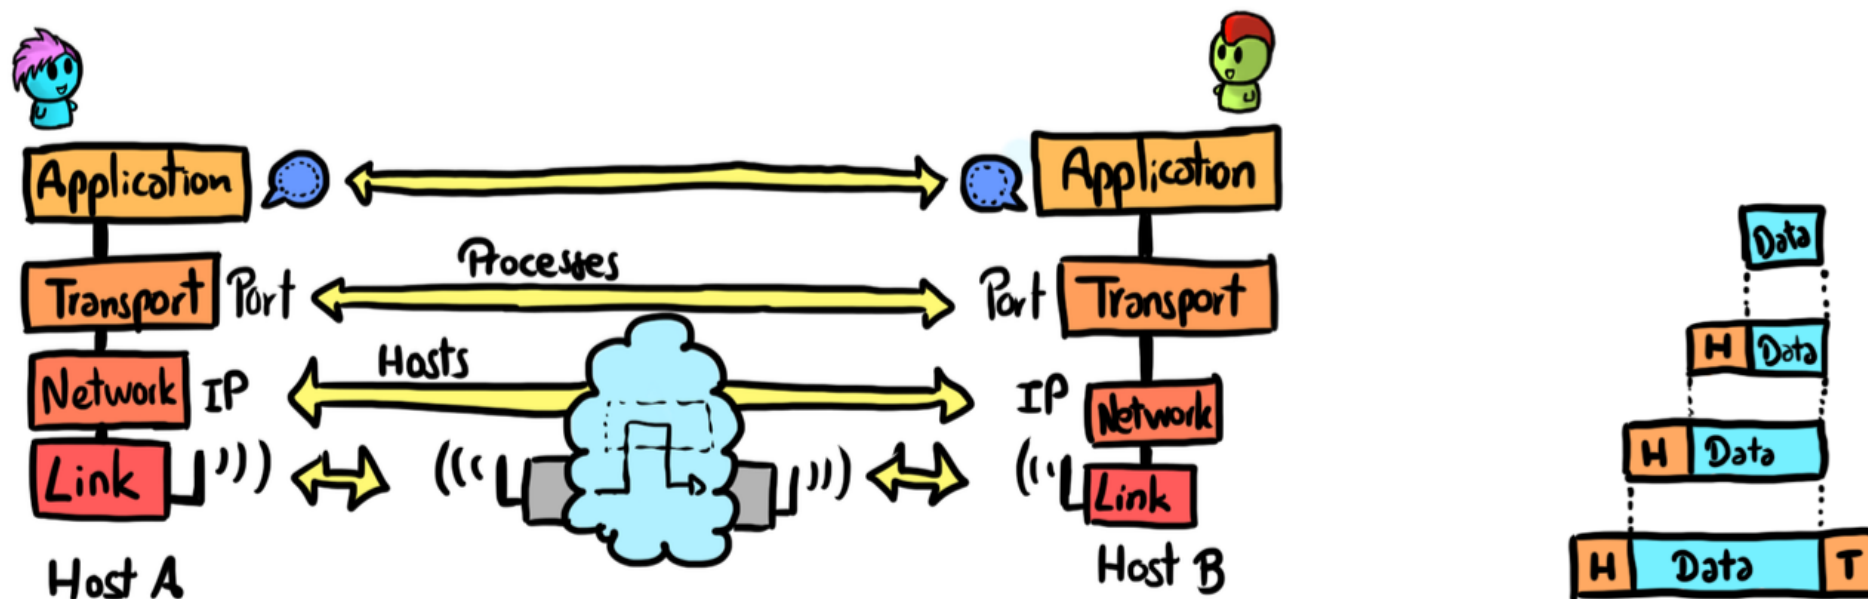 Application
Application
Processes
Transport
Port
Port
Transport
Hosts
Network
IP
IP
Network
Link
Link
Host A
Host B
Data
H Data
H Data
H Data T